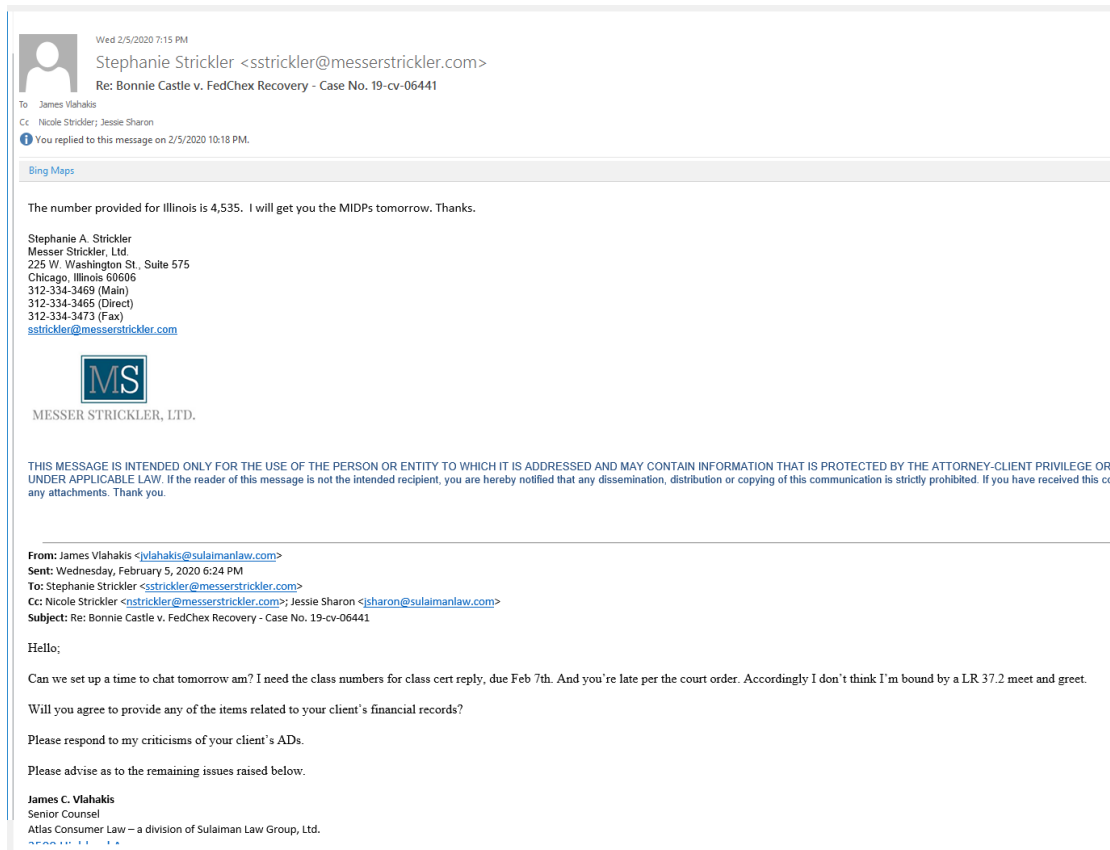 Wed 2/5/2020 7:15 PM
Stephanie Strickler <sstrickler@messerstrickler.com>
Re: Bonnie Castle v. FedChex Recovery - Case No. 19-cv-06441
To James Vlahakis
Cc Nicole Strickler; Jessie Sharon
You replied to this message on 2/5/2020 10:18 PM.
Bing Maps
The number provided for Illinois is 4,535. I will get you the MIDPs tomorrow. Thanks.
Stephanie A. Strickler
Messer Strickler, Ltd.
225 W. Washington St., Suite 575
Chicago, Illinois 60606
312-334-3469 (Main)
312-334-3465 (Direct)
312-334-3473 (Fax)
sstrickler@messerstrickler.com
MS
MESSER STRICKLER, LTD.
THIS MESSAGE IS INTENDED ONLY FOR THE USE OF THE PERSON OR ENTITY TO WHICH IT IS ADDRESSED AND MAY CONTAIN INFORMATION THAT IS PROTECTED BY THE ATTORNEY-CLIENT PRIVILEGE OR
UNDER APPLICABLE LAW. If the reader of this message is not the intended recipient, you are hereby notified that any dissemination, distribution or copying of this communication is strictly prohibited. If you have received this co
any attachments. Thank you.
From: James Vlahakis <jvlahakis@sulaimanlaw.com>
Sent: Wednesday, February 5, 2020 6:24 PM
To: Stephanie Strickler <sstrickler@messerstrickler.com>
Cc: Nicole Strickler <nstrickler@messerstrickler.com>; Jessie Sharon <jsharon@sulaimanlaw.com>
Subject: Re: Bonnie Castle v. FedChex Recovery - Case No. 19-cv-06441
Hello;
Can we set up a time to chat tomorrow am? I need the class numbers for class cert reply, due Feb 7th. And you’re late per the court order. Accordingly I don’t think I’m bound by a LR 37.2 meet and greet.
Will you agree to provide any of the items related to your client’s financial records?
Please respond to my criticisms of your client’s ADs.
Please advise as to the remaining issues raised below.
James C. Vlahakis
Senior Counsel
Atlas Consumer Law – a division of Sulaiman Law Group, Ltd.